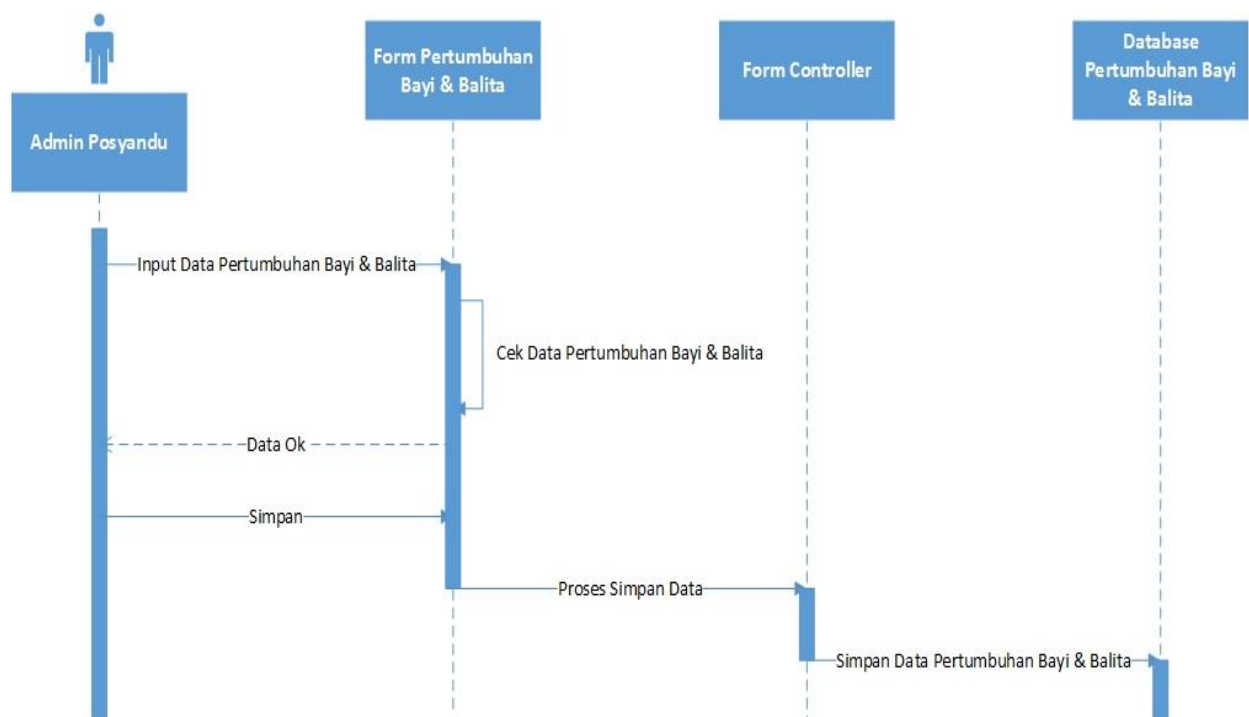 Form Pertumbuhan
Bayi & Balita
Form Controller
Database
Pertumbuhan Bayi
& Balita
Admin Posyandu
Input Data Pertumbuhan Bayi & Balita
Cek Data Pertumbuhan Bayi & Balita
Data Ok
Simpan
Proses Simpan Data
Simpan Data Pertumbuhan Bayi & Balita